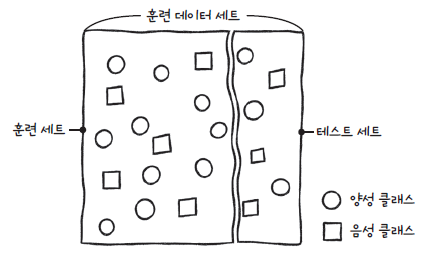 훈련 데이터 세트
훈련 세트
테스트 세트
양성 클래스
음성 클래스